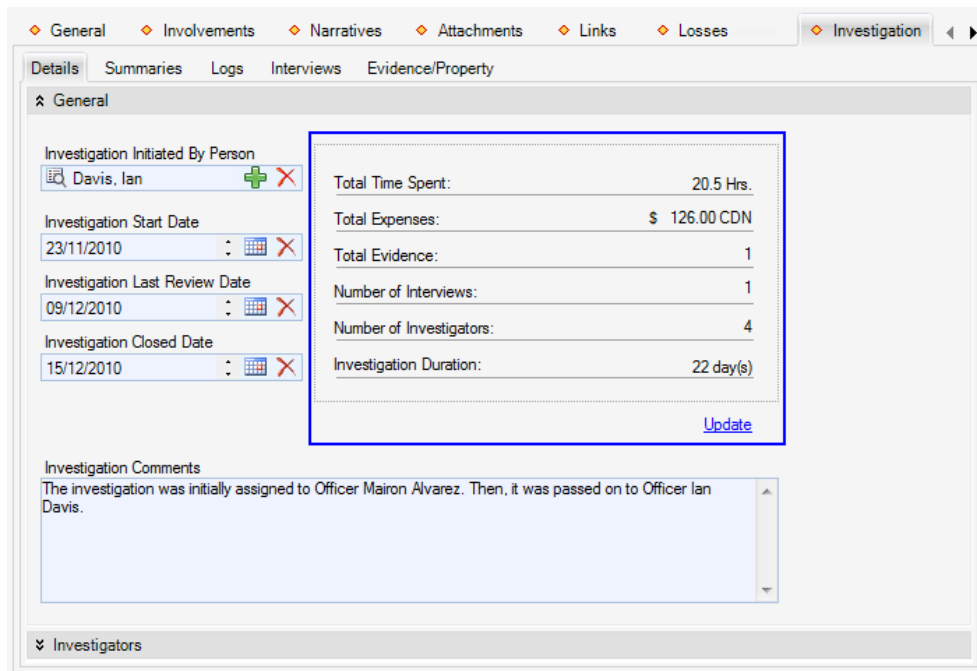 General Involvements Narratives Attachments Links Losses Investigation
Details Summaries Logs Interviews Evidence/Property
General
Investigation Initiated By Person
Davis, Ian
Investigation Start Date
23/11/2010
Investigation Last Review Date
09/12/2010
Investigation Closed Date
15/12/2010
Total Time Spent: 20.5 Hrs.
Total Expenses: $ 126.00 CDN
Total Evidence: 1
Number of Interviews: 1
Number of Investigators: 4
Investigation Duration: 22 day(s)
Update
Investigation Comments
The investigation was initially assigned to Officer Mairon Alvarez. Then, it was passed on to Officer Ian
Davis.
Investigators